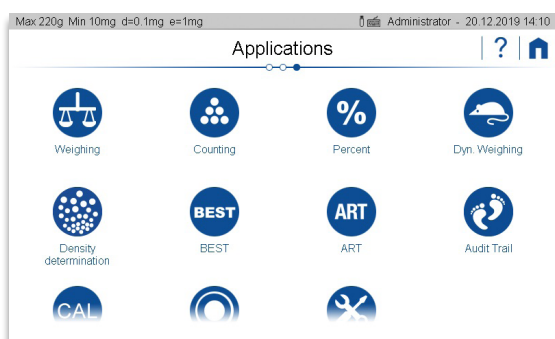 Max 220g Min 10mg d=0.1mg e=1mg Administrator - 20.12.2019 14:10
Applications ?
% 
Weighing Counting Percent Dyn. Weighing
BEST ART
Density determination BEST ART Audit Trail
CAL